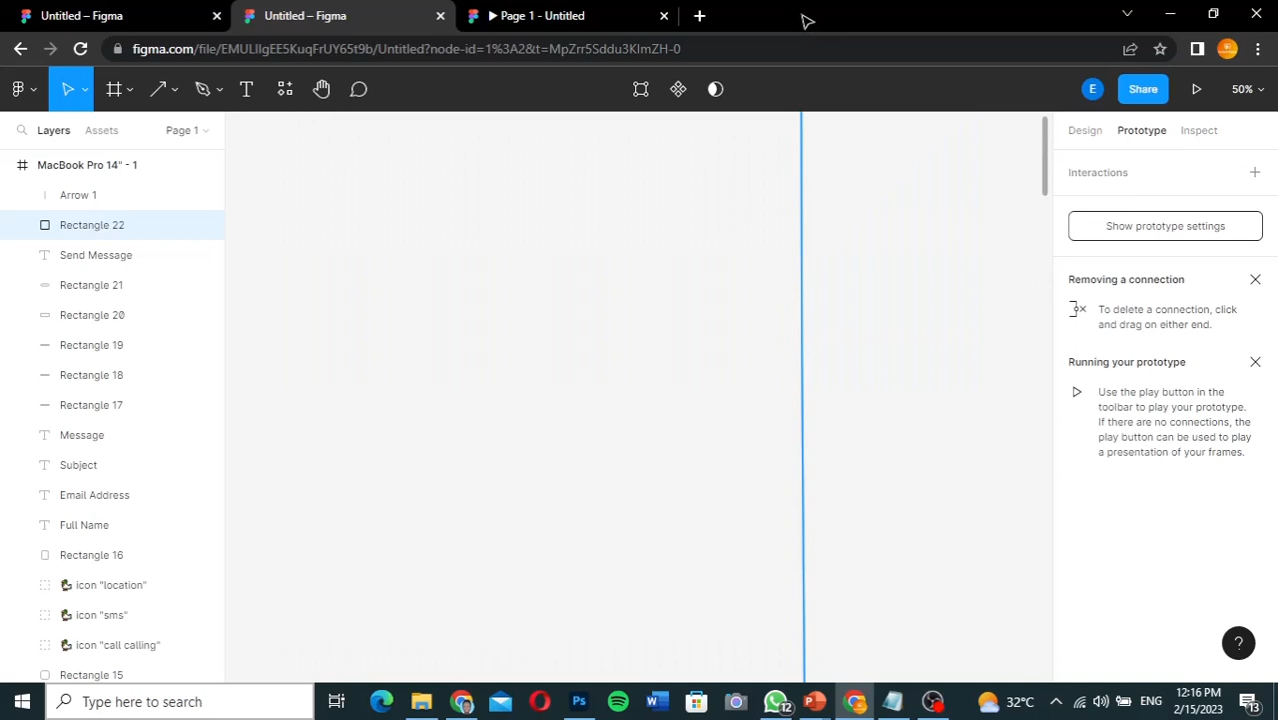 Untitled – Figma
Untitled – Figma
Page 1 - Untitled
figma.com/file/EMULlIgEE5KuqFrUY65t9b/Untitled?node-id=1%3A2&t=MpZrr5Sddu3KlmZH-0
E
Share
50%
Layers
Assets
Page 1
Design
Prototype
Inspect
MacBook Pro 14" - 1
Arrow 1
Rectangle 22
Send Message
Rectangle 21
Rectangle 20
Rectangle 19
Rectangle 18
Rectangle 17
Message
Subject
Email Address
Full Name
Rectangle 16
icon "location"
icon "sms"
icon "call calling"
Rectangle 15
Interactions
Show prototype settings
Removing a connection
To delete a connection, click
and drag on either end.
Running your prototype
Use the play button in the
toolbar to play your prototype.
If there are no connections, the
play button can be used to play
a presentation of your frames.
?
Type here to search
12
32°C
ENG
12:16 PM
2/15/2023
13